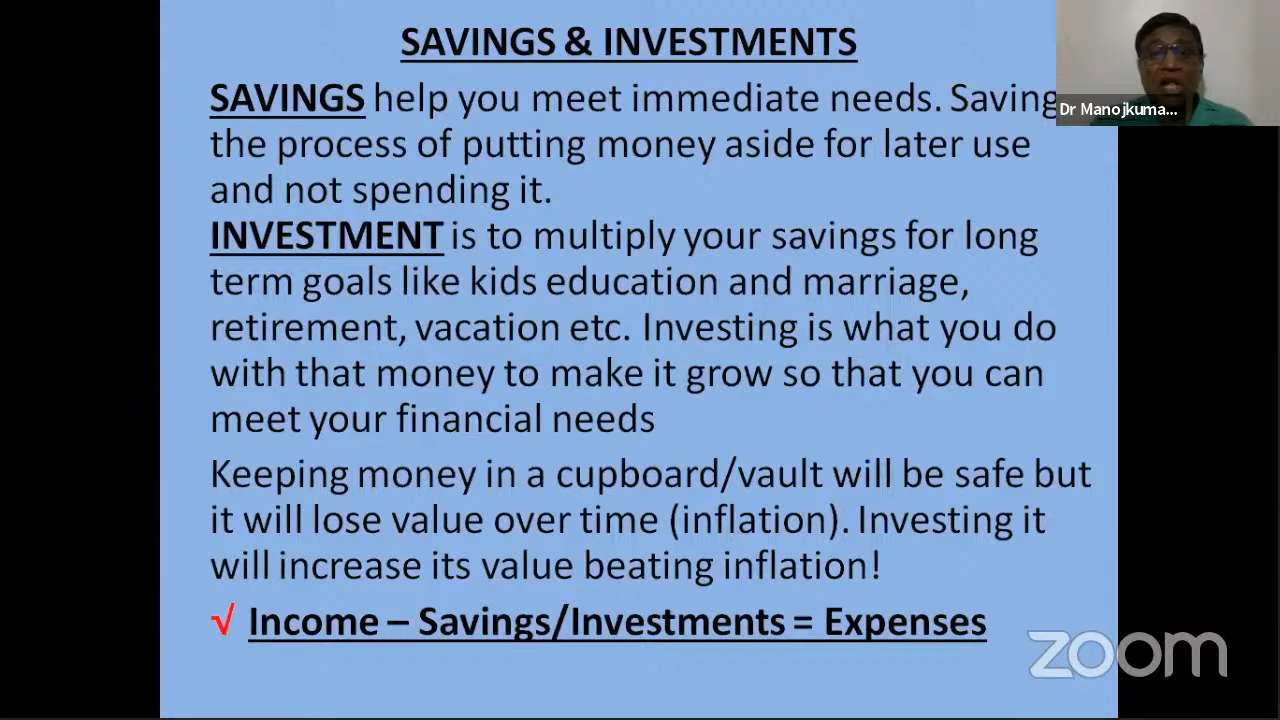 SAVINGS & INVESTMENTS
SAVINGS help you meet immediate needs. Saving
the process of putting money aside for later use
and not spending it.
INVESTMENT is to multiply your savings for long
term goals like kids education and marriage,
retirement, vacation etc. Investing is what you do
with that money to make it grow so that you can
meet your financial needs
Keeping money in a cupboard/vault will be safe but
it will lose value over time (inflation). Investing it
will increase its value beating inflation!
√ Income – Savings/Investments = Expenses
Dr Manojkuma...
zoom